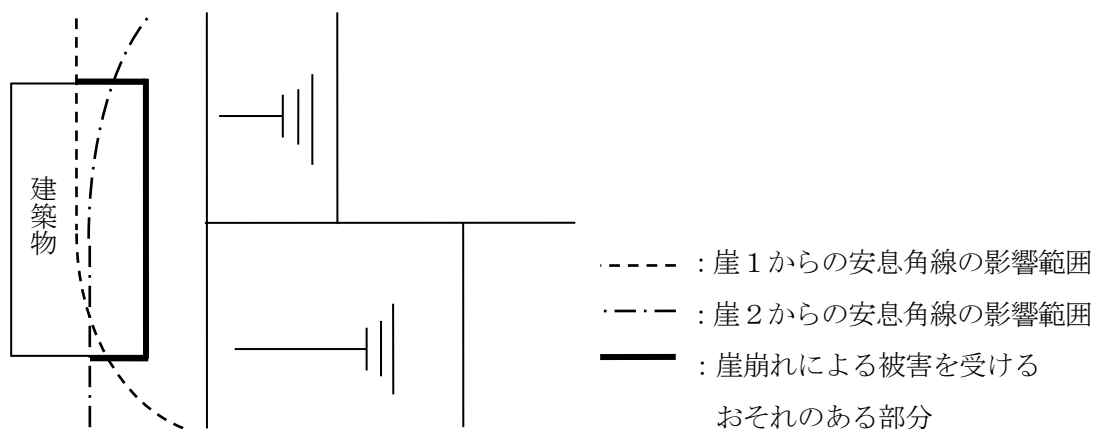 建築物
：崖１からの安息角線の影響範囲
：崖２からの安息角線の影響範囲
：崖崩れによる被害を受ける
おそれのある部分